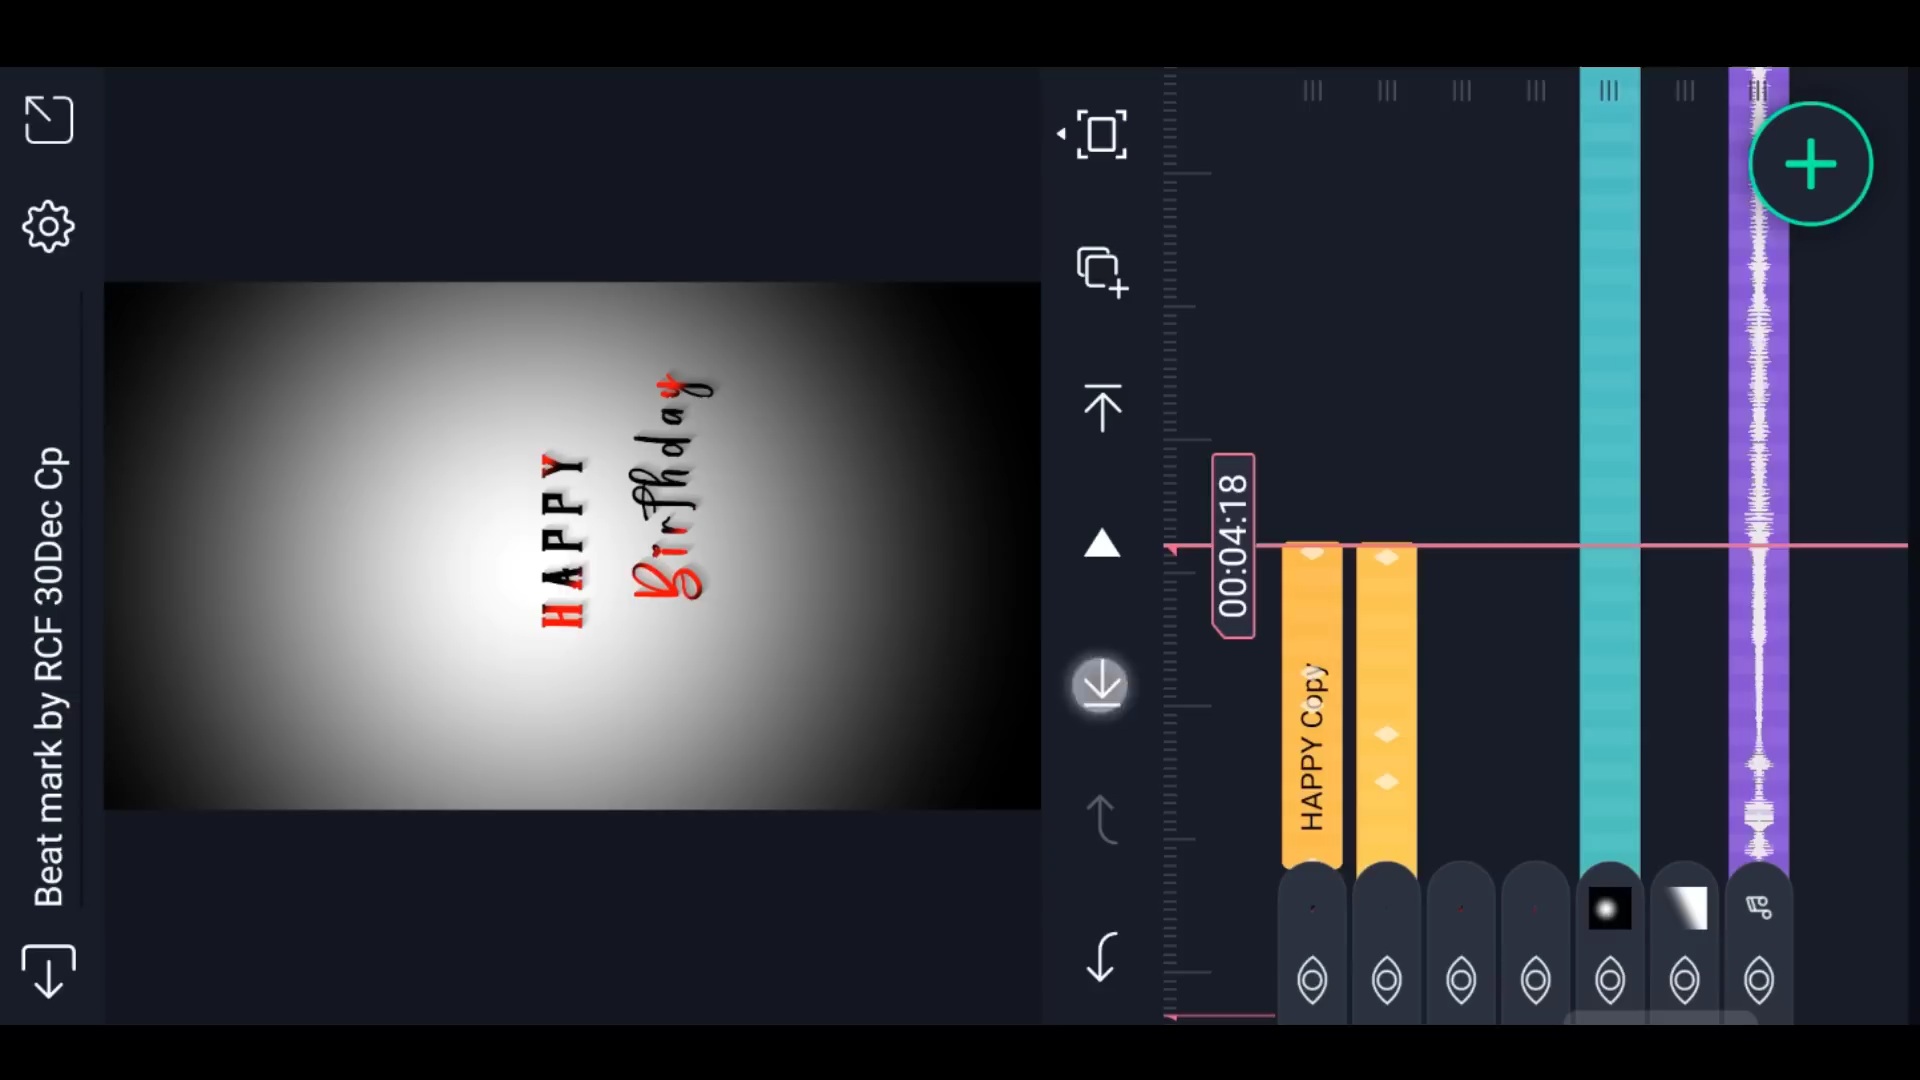 Beat mark by RCF 30Dec Cp
HAPPY
Birthday
00:04:18
HAPPY Copy